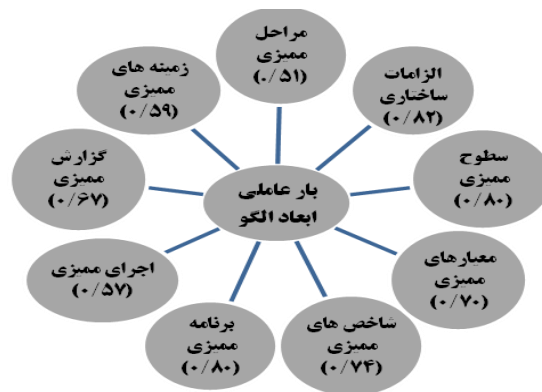 مراحل
ممیزی
(۰/۵۱)
الزامات
ساختاری
(۰/۸۲)
سطوح
ممیزی
(۰/۸۰)
معیارهای
ممیزی
(۰/۷۰)
شاخص های
ممیزی
(۰/۷۴)
برنامه
ممیزی
(۰/۸۰)
اجرای ممیزی
(۰/۵۷)
گزارش
ممیزی
(۰/۶۷)
زمینه های
ممیزی
(۰/۵۹)
بار عاملی
ابعاد الگو